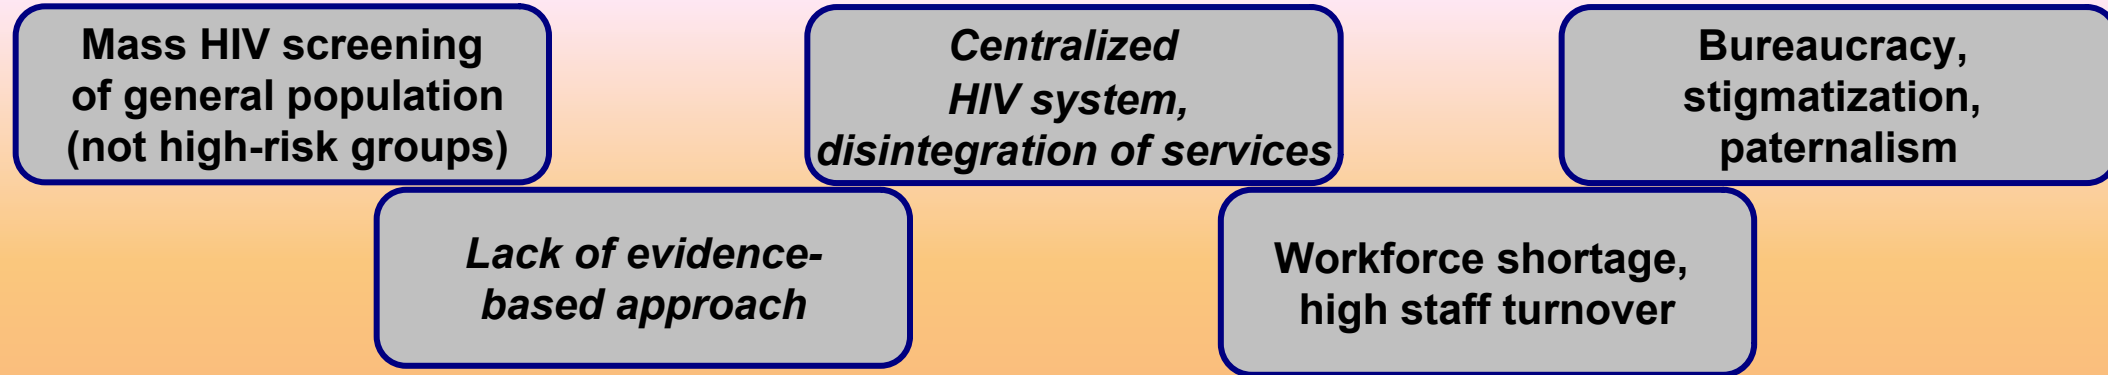 Mass HIV screening
of general population
(not high-risk groups)
Centralized
HIV system,
disintegration of services
Bureaucracy,
stigmatization,
paternalism
Lack of evidence-
based approach
Workforce shortage,
high staff turnover